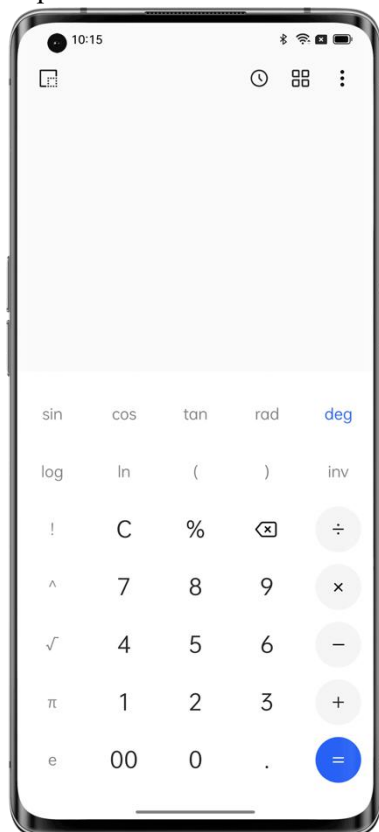 10:15
sin cos tan rad deg
log ln ( ) inv
! C % ÷
^ 7 8 9 ×
√ 4 5 6 −
π 1 2 3 +
e 00 0 . =